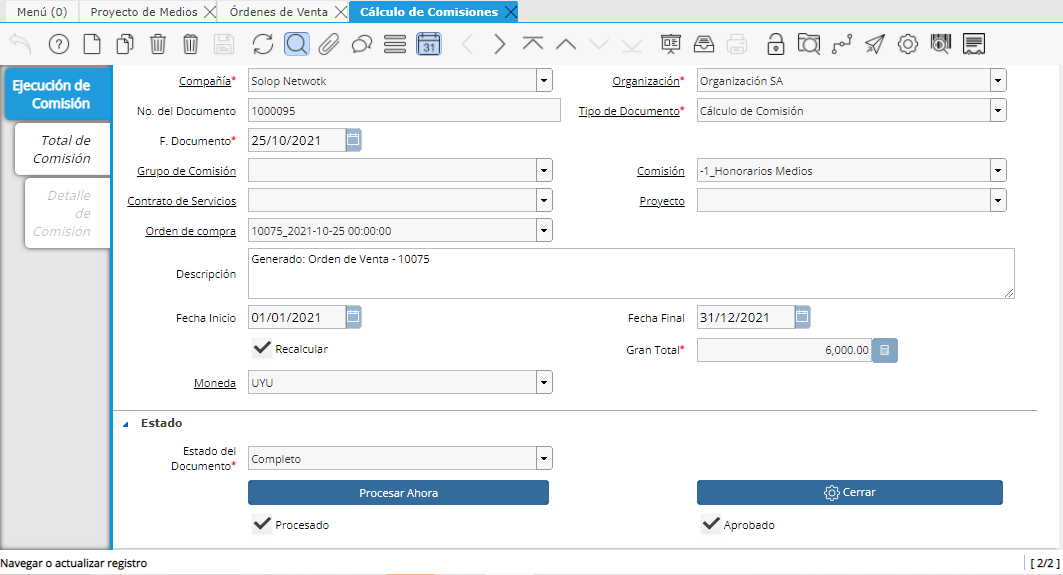 Menú (0) Proyecto de Medios Órdenes de Venta Cálculo de Comisiones
31
Ejecución de
Comisión
Total de
Comisión
Detalle
de
Comisión
Compañía* Solop Netwotk Organización* Organización SA
No. del Documento 1000095 Tipo de Documento* Cálculo de Comisión
F. Documento* 25/10/2021
Grupo de Comisión Comisión -1_Honorarios Medios
Contrato de Servicios Proyecto
Orden de compra 10075_2021-10-25 00:00:00
Descripción Generado: Orden de Venta - 10075
Fecha Inicio 01/01/2021 Fecha Final 31/12/2021
Recalcular Gran Total* 6,000.00
Moneda UYU
Estado
Estado del
Documento* Completo
Procesar Ahora Cerrar
Procesado Aprobado
Navegar o actualizar registro [ 2/2 ]